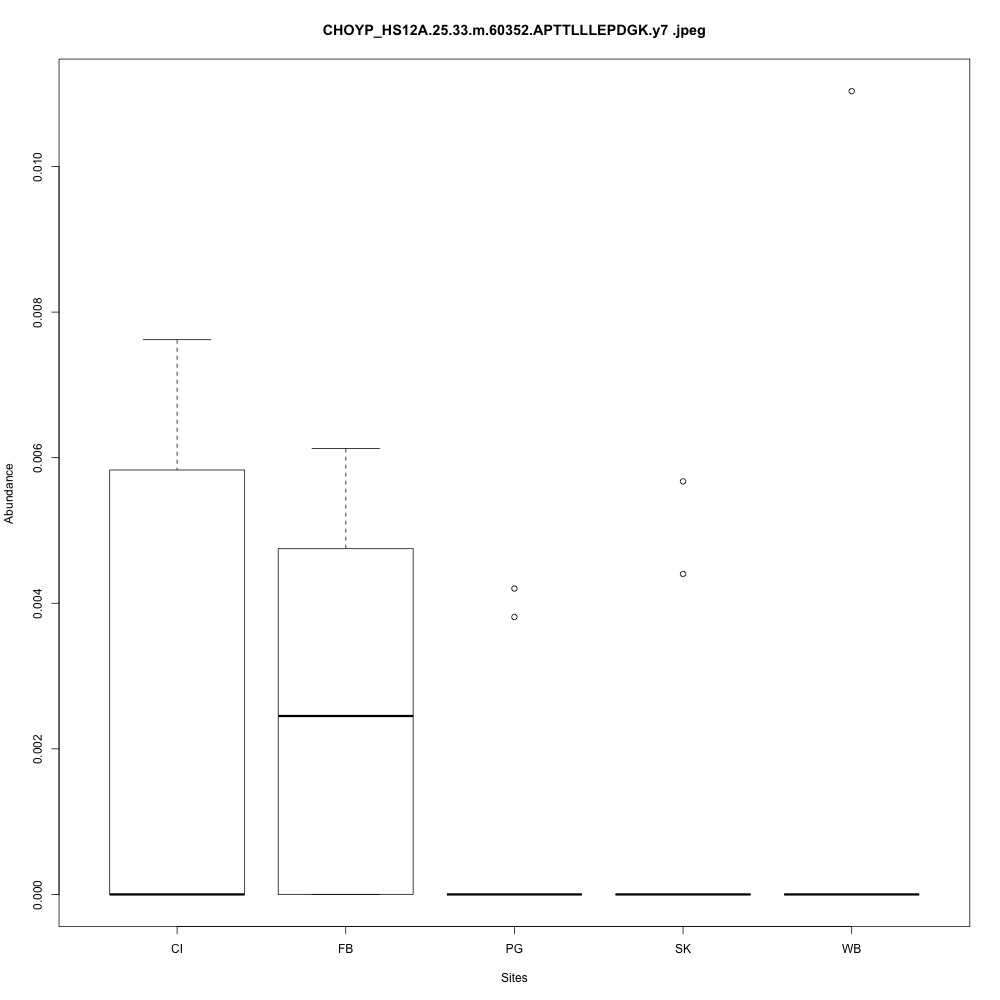 CHOYP_HS12A.25.33.m.60352.APTTLLLEPDGK.y7 .jpeg
Abundance
0.010
0.008
0.006
0.004
0.002
0.000
CI FB PG SK WB
Sites